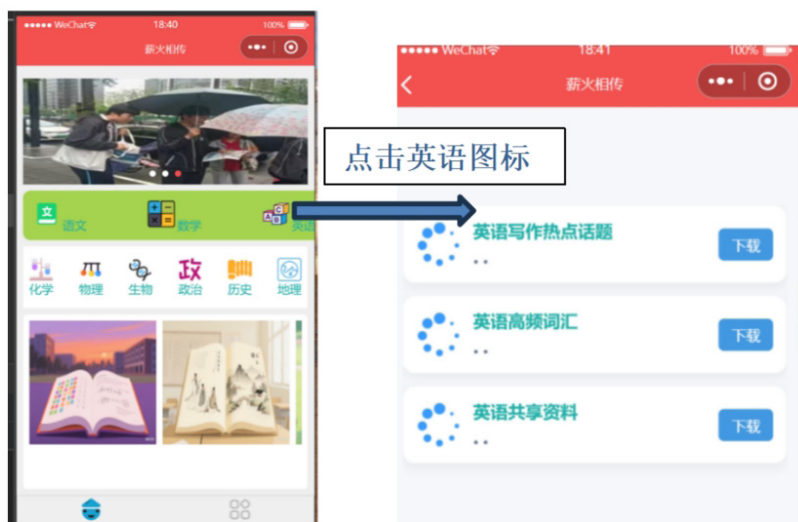 ●●●●● WeChat
18:40
100%
薪火相传
文
语文
数学
英语
A B C
化学
物理
生物
政
政治
历史
地理
点击英语图标
●●●●● WeChat
18:41
100%
薪火相传
英语写作热点话题
下载
英语高频词汇
下载
英语共享资料
下载